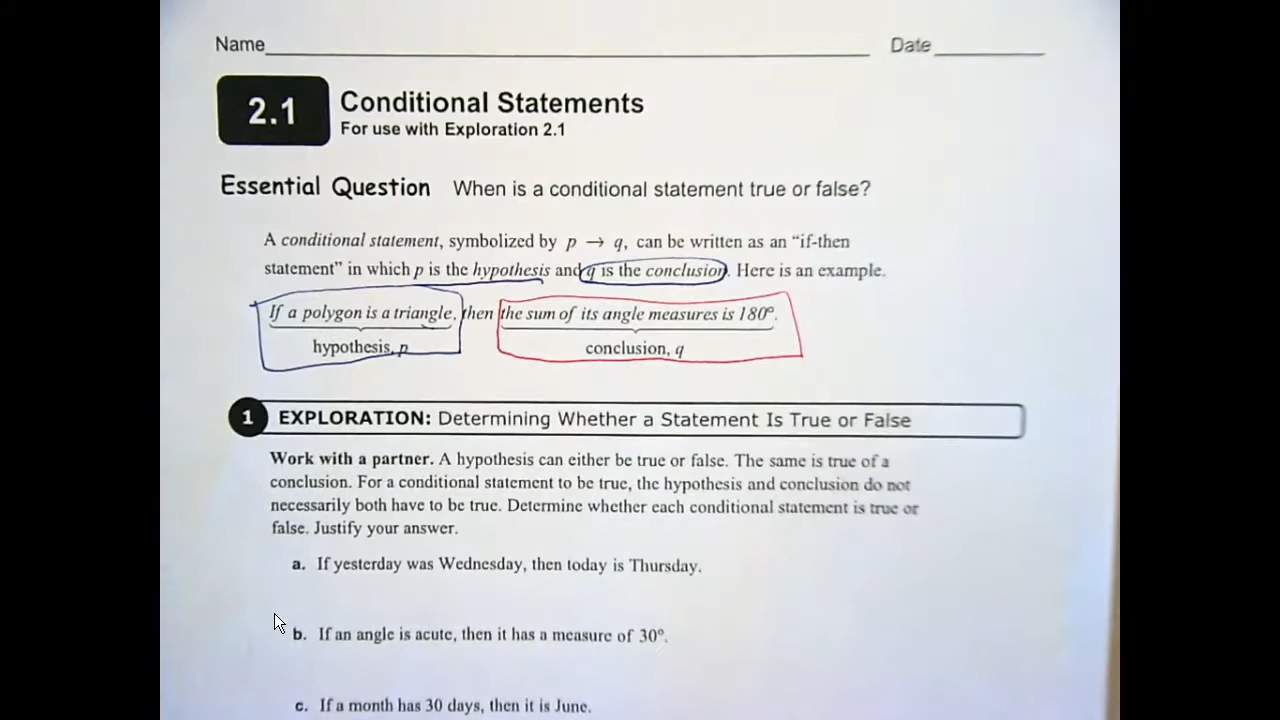 Name Date
2.1
Conditional Statements
For use with Exploration 2.1
Essential Question When is a conditional statement true or false?
A conditional statement, symbolized by p → q, can be written as an “if-then
statement” in which p is the hypothesis and q is the conclusion. Here is an example.
If a polygon is a triangle, then the sum of its angle measures is 180°.
hypothesis, p conclusion, q
1 EXPLORATION: Determining Whether a Statement Is True or False
Work with a partner. A hypothesis can either be true or false. The same is true of a
conclusion. For a conditional statement to be true, the hypothesis and conclusion do not
necessarily both have to be true. Determine whether each conditional statement is true or
false. Justify your answer.
a. If yesterday was Wednesday, then today is Thursday.
b. If an angle is acute, then it has a measure of 30°.
c. If a month has 30 days, then it is June.